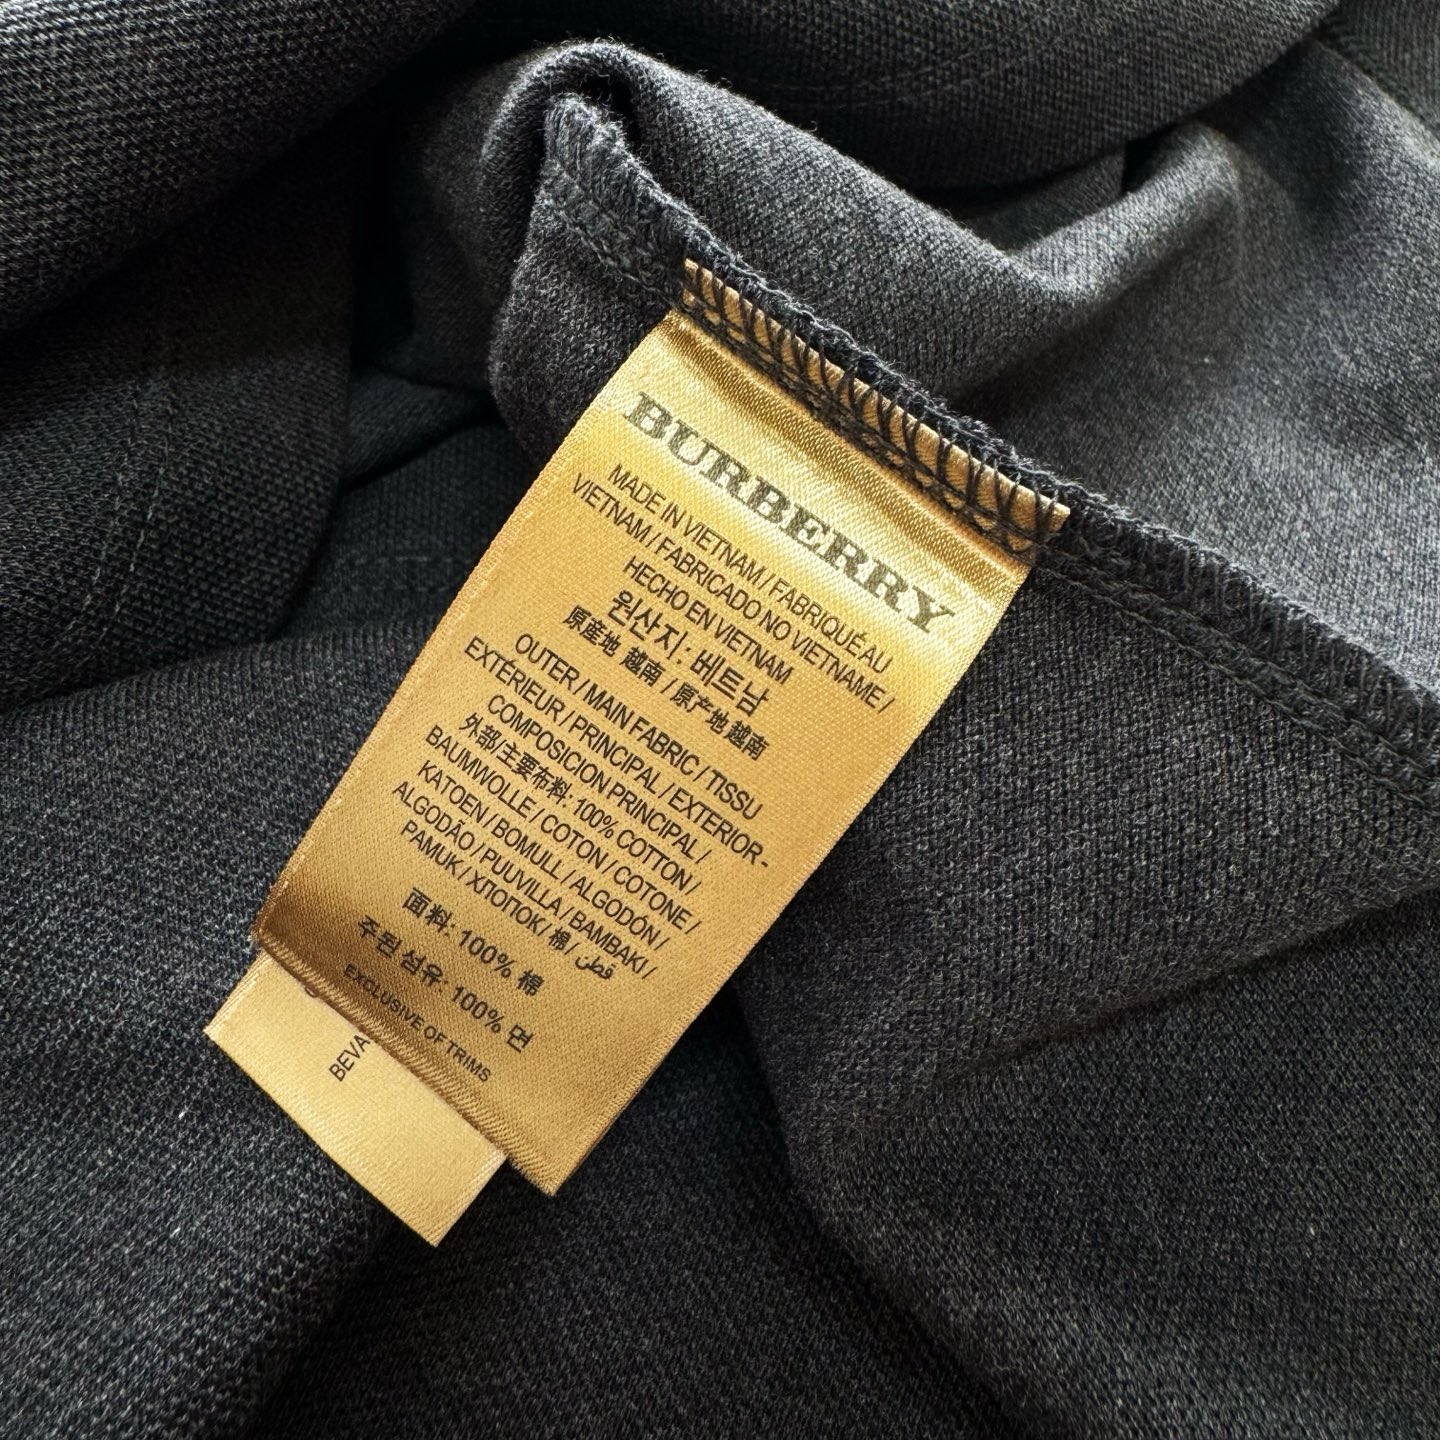 BURBERRY
MADE IN VIETNAM / FABRIQUÉ AU
VIETNAM / FABRICADO NO VIETNAME /
HECHO EN VIETNAM
원산지: 베트남
原産地 越南 / 原产地 越南
OUTER / MAIN FABRIC / TISSU
EXTÉRIEUR / PRINCIPAL / EXTERIOR-
COMPOSICION PRINCIPAL /
外部/主要布料: 100% COTTON /
BAUMWOLLE / COTON / COTONE /
KATOEN / BOMULL / ALGODÓN /
ALGODÃO / PUUVILLA / BAMBAKI /
PAMUK / ХЛОПОК / 棉 / قطن
面料: 100% 棉
주된 섬유: 100% 면
EXCLUSIVE OF TRIMS
BEVA